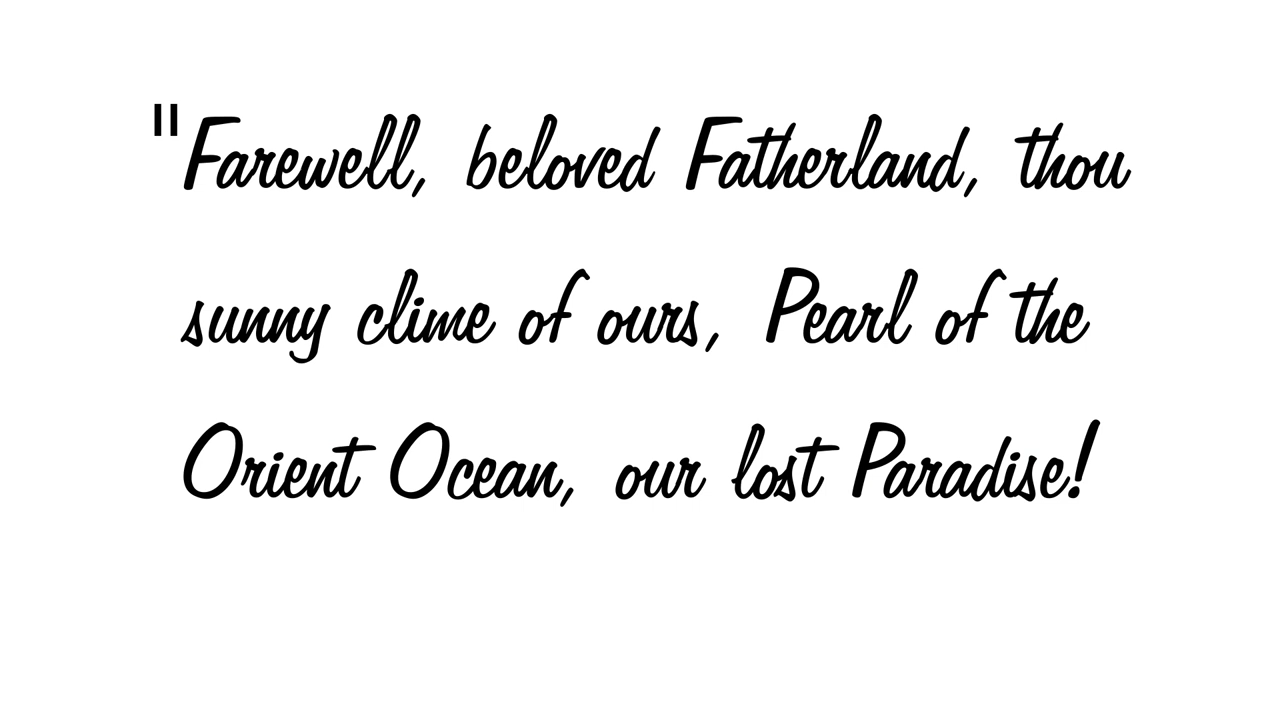 "Farewell, beloved Fatherland, thou
sunny clime of ours, Pearl of the
Orient Ocean, our lost Paradise!